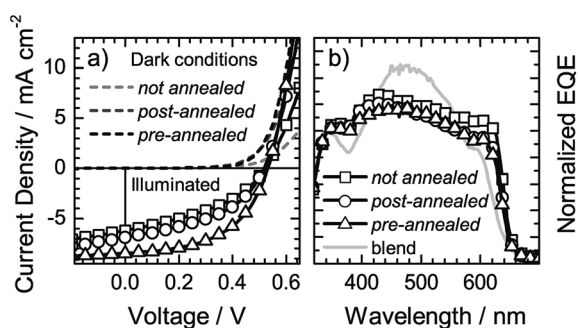 a)
Dark conditions
not annealed
post-annealed
pre-annealed
Illuminated
10
5
0
-5
0.0
0.2
0.4
0.6
Voltage / V
Current Density / mA cm-2
b)
not annealed
post-annealed
pre-annealed
blend
400
500
600
Wavelength / nm
Normalized EQE